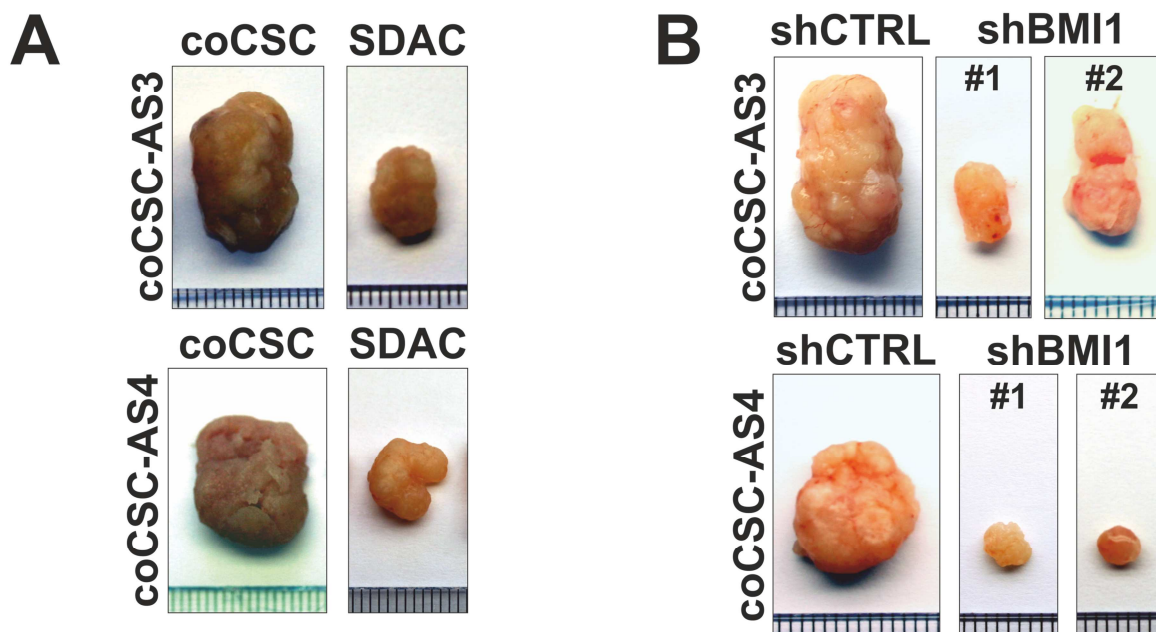 A
coCSC SDAC
coCSC-AS3
coCSC SDAC
coCSC-AS4
B
shCTRL shBMI1
#1 #2
coCSC-AS3
shCTRL shBMI1
#1 #2
coCSC-AS4